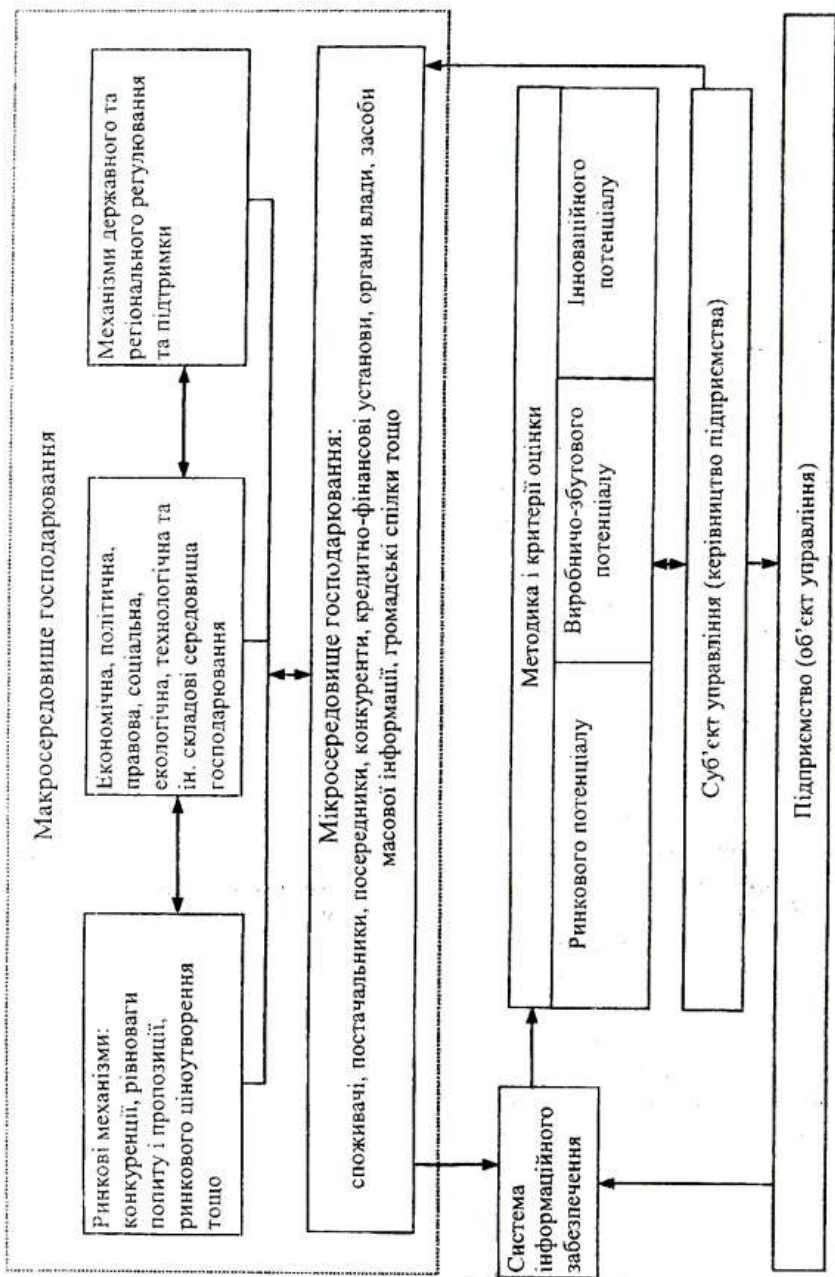 Макросередовище господарювання
Ринкові механізми:
конкуренції, рівноваги
попиту і пропозиції,
ринкового ціноутворення
тощо
Економічна, політична,
правова, соціальна,
екологічна, технологічна та
ін. складові середовища
господарювання
Механізми державного та
регіонального регулювання
та підтримки
Мікросередовище господарювання:
споживачі, постачальники, посередники, конкуренти, кредитно-фінансові установи, органи влади, засоби
масової інформації, громадські спілки тощо
Система
інформаційного
забезпечення
Методика і критерії оцінки
Ринкового потенціалу
Виробничо-збутового
потенціалу
Інноваційного
потенціалу
Суб’єкт управління (керівництво підприємства)
Підприємство (об’єкт управління)